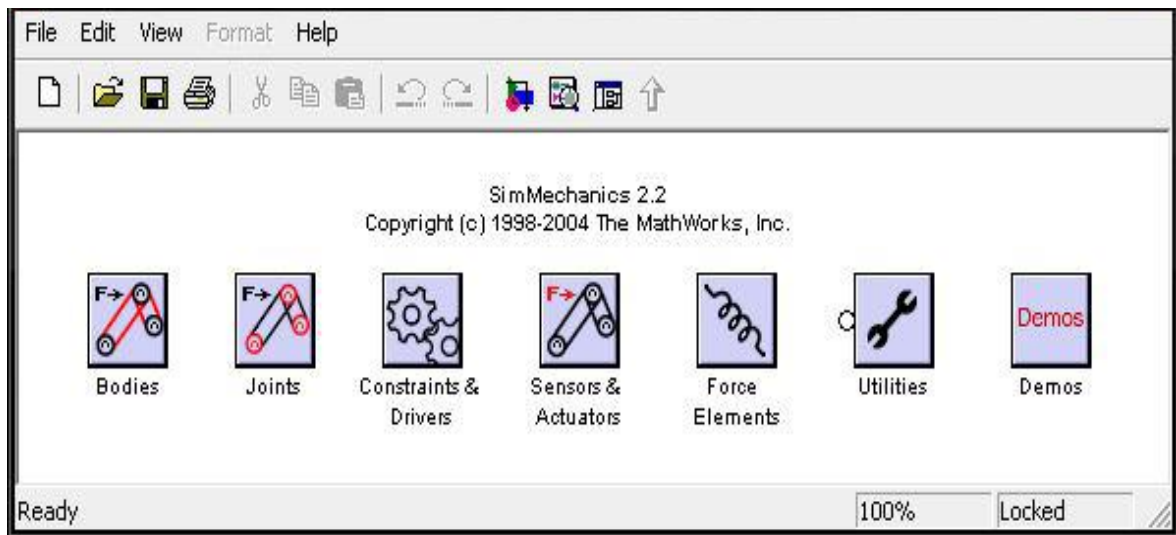 File Edit View Format Help
SimMechanics 2.2
Copyright (c) 1998-2004 The MathWorks, Inc.
F→ F→ F→ Demos
Bodies Joints Constraints & Drivers Sensors & Actuators Force Elements Utilities Demos
Ready 100% Locked